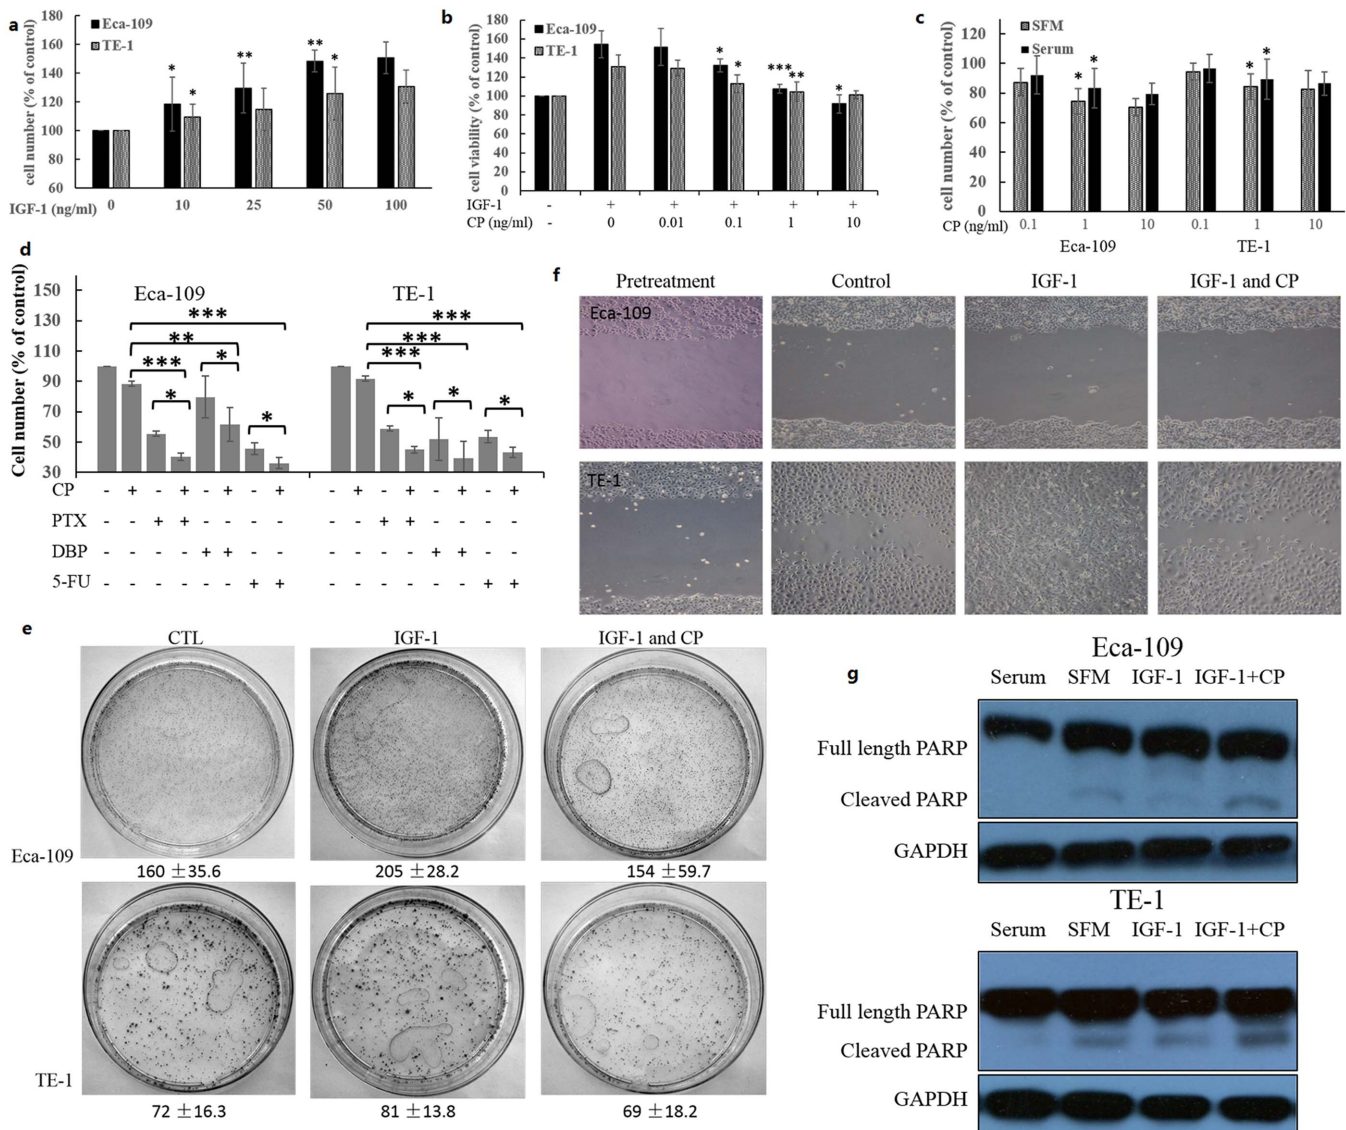 a
cell number (% of control)
180
160
140
120
100
80
60
Eca-109
TE-1
*
*
**
**
*
IGF-1 (ng/ml)
0 10 25 50 100
b
cell viability (% of control)
180
160
140
120
100
80
60
40
20
0
Eca-109
TE-1
*
*
***
**
*
IGF-1 - + + + + +
CP (ng/ml) - 0 0.01 0.1 1 10
c
cell number (% of control)
120
100
80
60
40
20
0
SFM
Serum
* *
* *
CP (ng/ml) 0.1 1 10 0.1 1 10
Eca-109 TE-1
d
Cell number (% of control)
150
130
110
90
70
50
30
Eca-109 TE-1
***
**
***
*
*
*
***
***
***
*
*
*
CP - + - + - + - + - + - + - + - +
PTX - - + + - - - - - - + + - - - -
DBP - - - - + + - - - - - - + + - -
5-FU - - - - - - + + - - - - - - + +
f
Pretreatment Control IGF-1 IGF-1 and CP
Eca-109
TE-1
e
CTL IGF-1 IGF-1 and CP
Eca-109
160 ±35.6 205 ±28.2 154 ±59.7
TE-1
72 ±16.3 81 ±13.8 69 ±18.2
g
Eca-109
Serum SFM IGF-1 IGF-1+CP
Full length PARP
Cleaved PARP
GAPDH
TE-1
Serum SFM IGF-1 IGF-1+CP
Full length PARP
Cleaved PARP
GAPDH